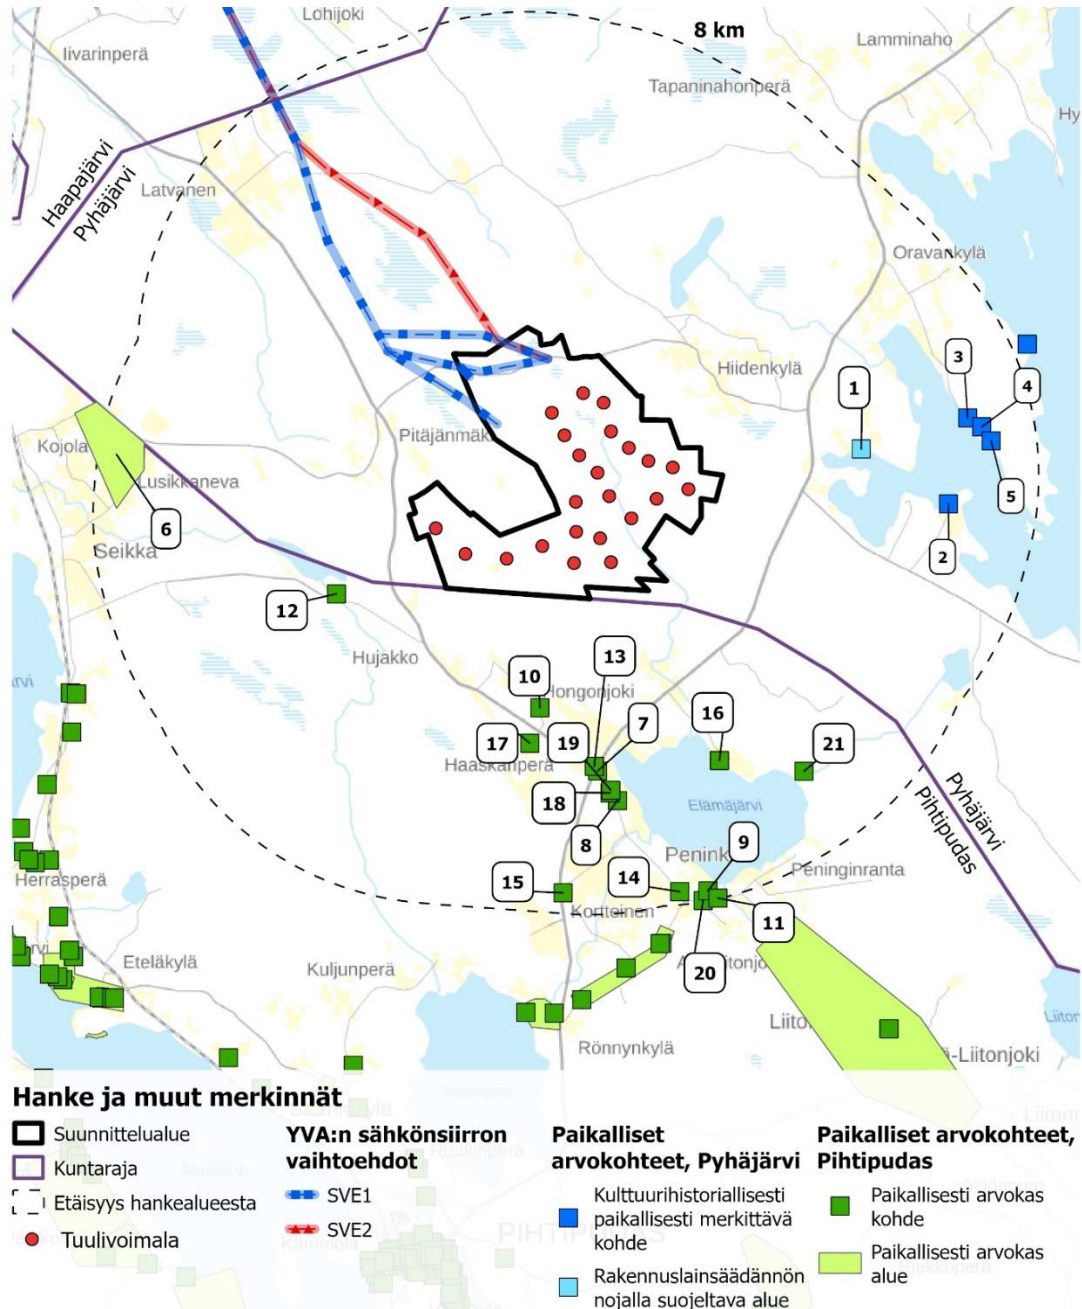 Lohijoki
8 km
Lamminaho
Iivarinperä
Tapaninahonperä
Hy
Haapajärvi
Pyhäjärvi
Latvanen
Oravankylä
Hiidenkylä
1
3
4
5
2
Pitäjänmäki
Kojola
Lusikkaneva
6
Seikka
12
Hujakko
13
10
Hongonjoki
7
16
17
19
21
Haaskanperä
18
8
Elämäjärvi
Pyhäjärvi
Pihtipudas
9
Penink
Peninginranta
15
14
Kortteinen
11
20
Herrasperä
Eteläkylä
Kuljunperä
Rönnynkylä
ä-Liitonjoki
Hanke ja muut merkinnät
Suunnittelualue
Kuntaraja
Etäisyys hankealueesta
Tuulivoimala
YVA:n sähkönsiirron
vaihtoehdot
SVE1
SVE2
Paikalliset
arvokohteet, Pyhäjärvi
Kulttuurihistoriallisesti
paikallisesti merkittävä
kohde
Rakennuslainsäädännön
nojalla suojeltava alue
Paikalliset arvokohteet,
Pihtipudas
Paikallisesti arvokas
kohde
Paikallisesti arvokas
alue
PIHTIPUDAS